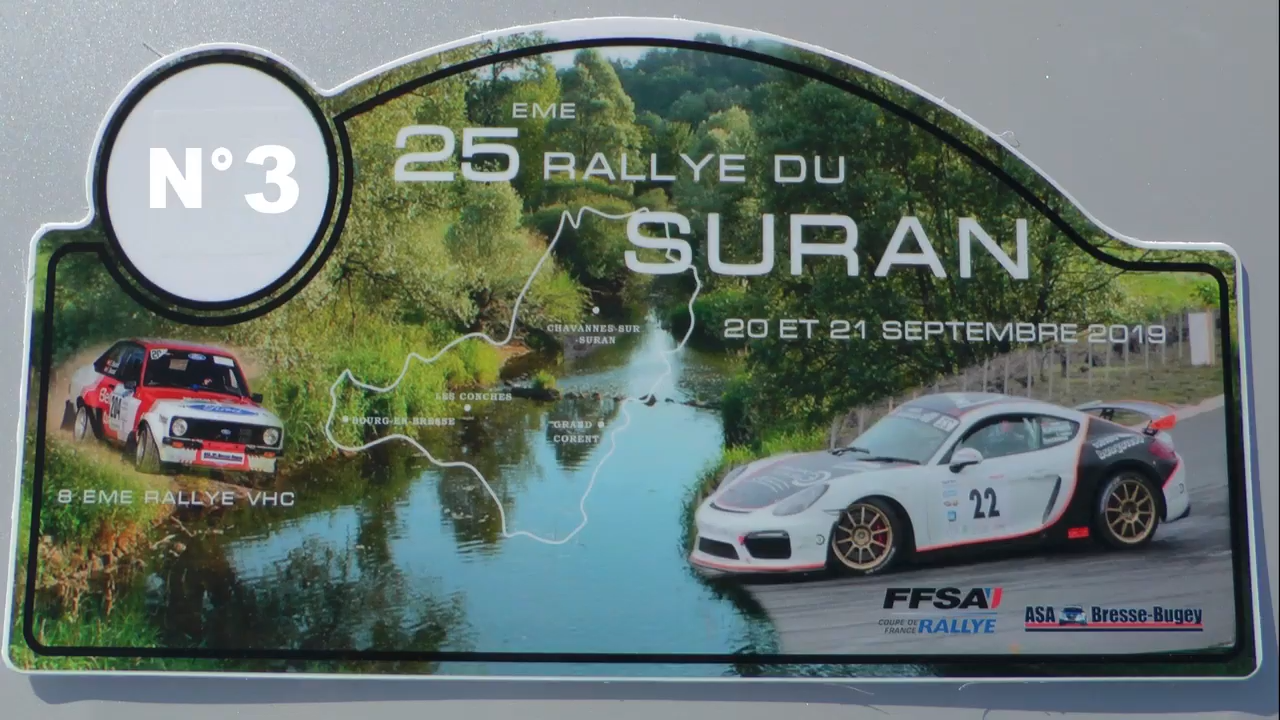 N°3
EME
25 RALLYE DU
SURAN
20 ET 21 SEPTEMBRE 2019
CHAVANNES-SUR
-SURAN
LES CONCHES
BOURG-EN-BRESSE
GRAND
CORENT
8 EME RALLYE VHC
22
FFSA
COUPE DE
FRANCE RALLYE
ASA Bresse-Bugey